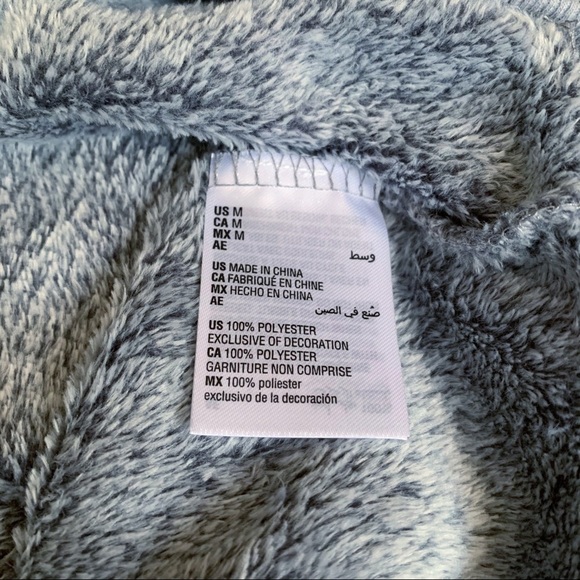 US M
CA M
MX M
AE وسط
US MADE IN CHINA
CA FABRIQUÉ EN CHINE
MX HECHO EN CHINA
AE صُنع في الصين
US 100% POLYESTER
EXCLUSIVE OF DECORATION
CA 100% POLYESTER
GARNITURE NON COMPRISE
MX 100% poliester
exclusivo de la decoración